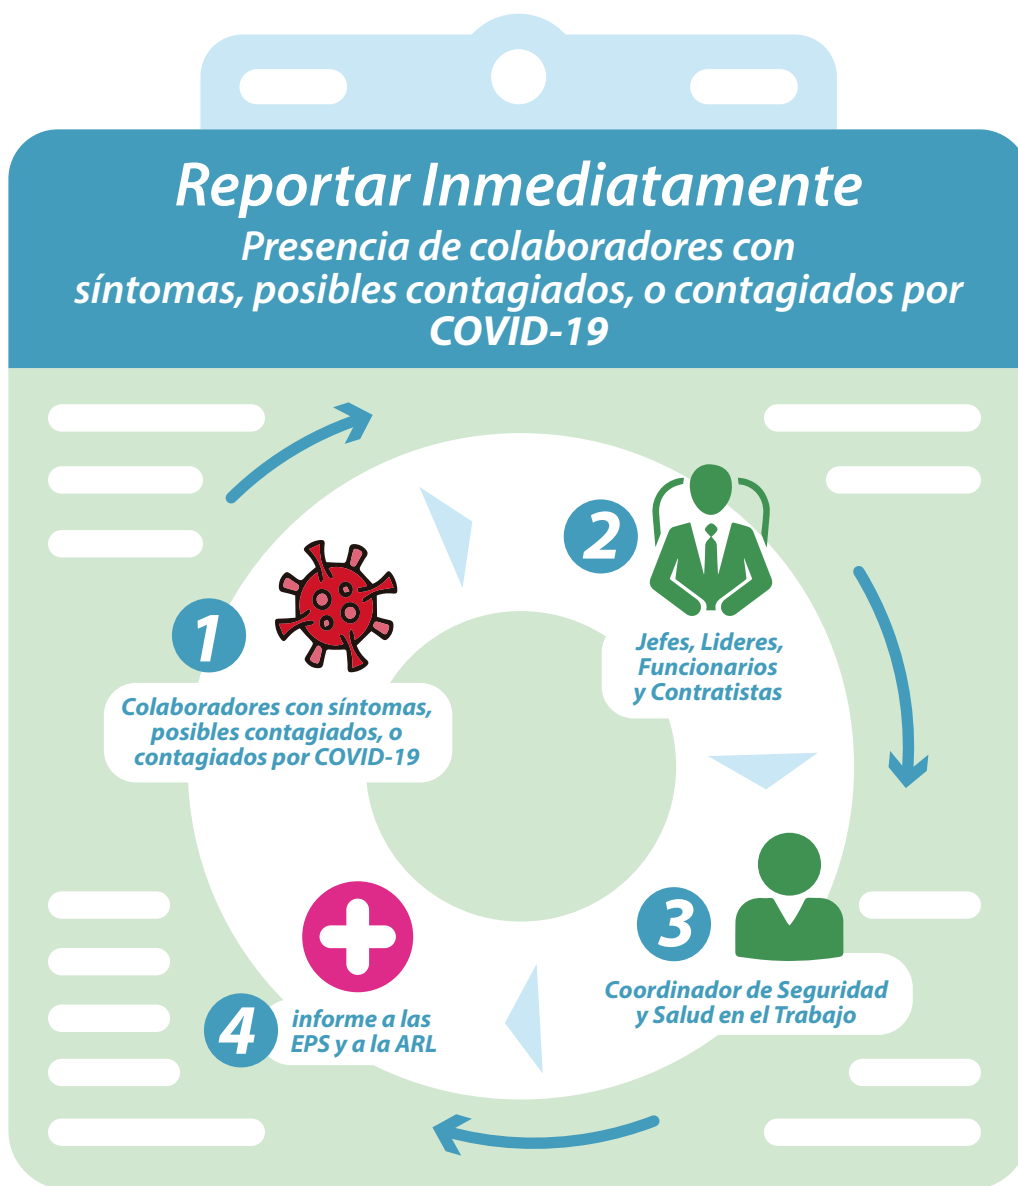 Reportar Inmediatamente
Presencia de colaboradores con
síntomas, posibles contagiados, o contagiados por
COVID-19
1
Colaboradores con síntomas,
posibles contagiados, o
contagiados por COVID-19
2
Jefes, Lideres,
Funcionarios
y Contratistas
3
Coordinador de Seguridad
y Salud en el Trabajo
4
informe a las
EPS y a la ARL